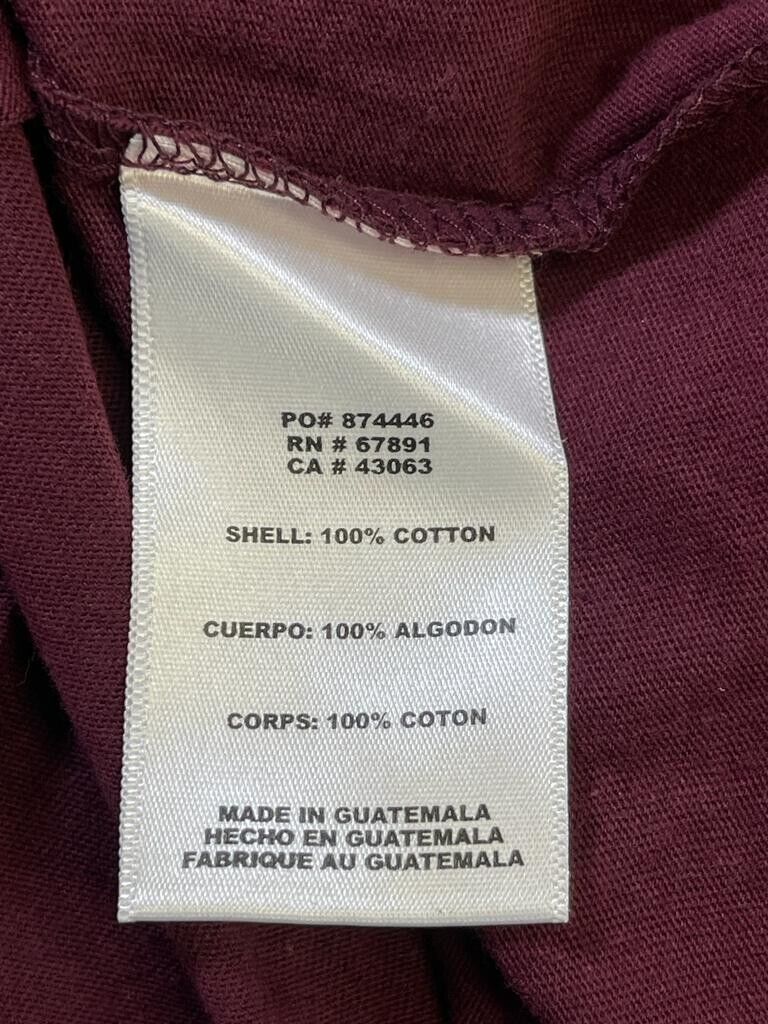 PO# 874446
RN # 67891
CA # 43063
SHELL: 100% COTTON
CUERPO: 100% ALGODON
CORPS: 100% COTON
MADE IN GUATEMALA
HECHO EN GUATEMALA
FABRIQUE AU GUATEMALA